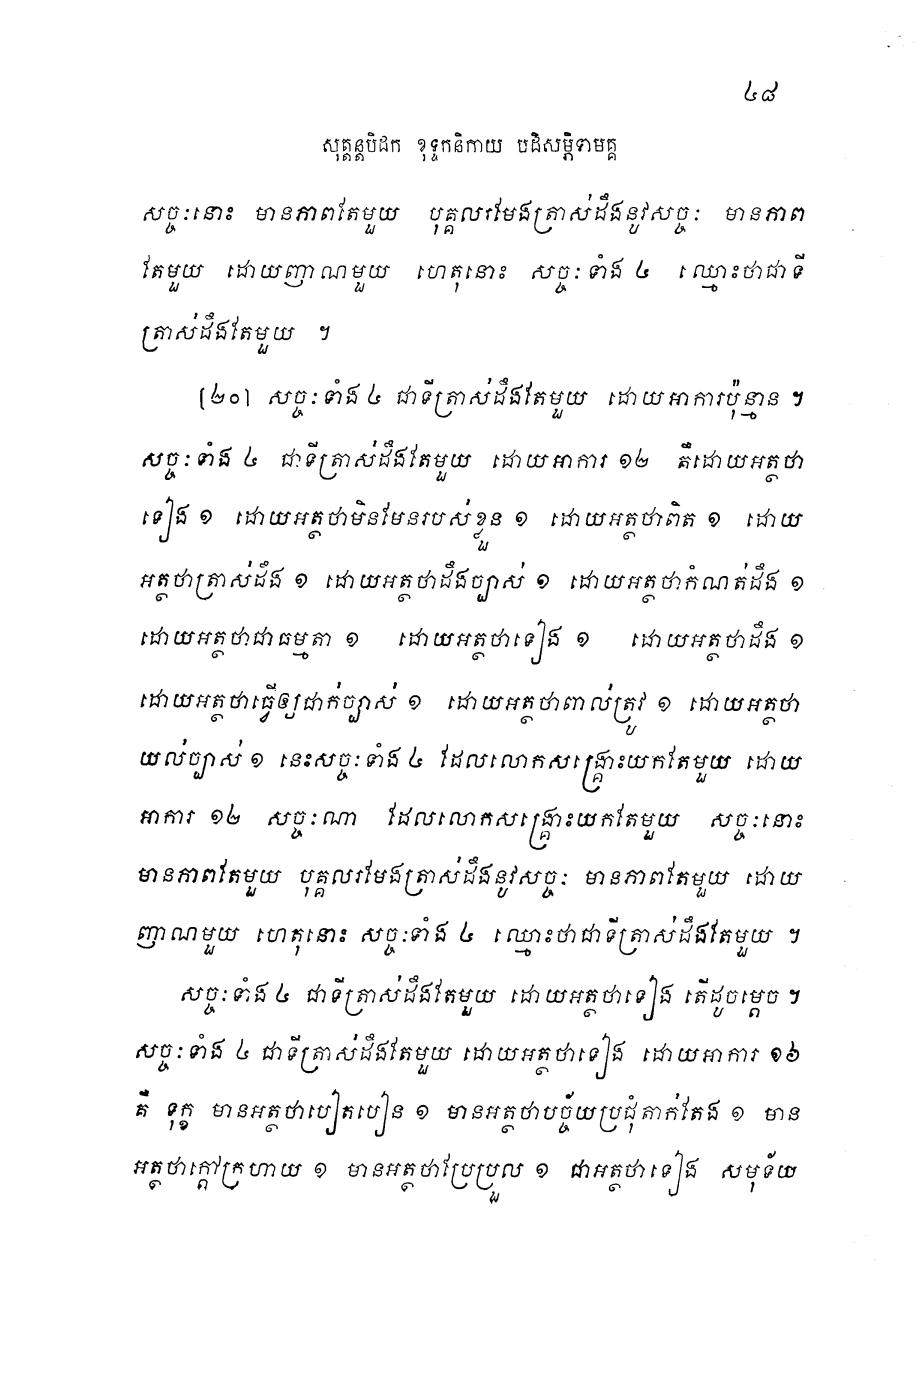 ៤៨
សុត្តន្តបិដក ខុទ្ទកនិកាយ បដិសម្ភិទាមគ្គ
សច្ចៈនោះ មានភាពតែមួយ បុគ្គលរមែងត្រាស់ដឹងនូវសច្ចៈ មានភាព
តែមួយ ដោយញាណមួយ ហេតុនោះ សច្ចៈទាំង ៤ ឈ្មោះថាជាទី
ត្រាស់ដឹងតែមួយ ។
[២០] សច្ចៈទាំង ៤ ជាទីត្រាស់ដឹងតែមួយ ដោយអាការប៉ុន្មាន ។
សច្ចៈទាំង ៤ ជាទីត្រាស់ដឹងតែមួយ ដោយអាការ ១២ គឺដោយអត្ថថា
ទៀង ១ ដោយអត្ថថាមិនមែនរបស់ខ្លួន ១ ដោយអត្ថថាពិត ១ ដោយ
អត្ថថាត្រាស់ដឹង ១ ដោយអត្ថថាដឹងច្បាស់ ១ ដោយអត្ថថាកំណត់ដឹង ១
ដោយអត្ថថាជាធម្មតា ១ ដោយអត្ថថាទៀង ១ ដោយអត្ថថាដឹង ១
ដោយអត្ថថាធ្វើឲ្យជាក់ច្បាស់ ១ ដោយអត្ថថាពាល់ត្រូវ ១ ដោយអត្ថថា
យល់ច្បាស់ ១ នេះសច្ចៈទាំង ៤ ដែលលោកសង្គ្រោះយកតែមួយ ដោយ
អាការ ១២ សច្ចៈណា ដែលលោកសង្គ្រោះយកតែមួយ សច្ចៈនោះ
មានភាពតែមួយ បុគ្គលរមែងត្រាស់ដឹងនូវសច្ចៈ មានភាពតែមួយ ដោយ
ញាណមួយ ហេតុនោះ សច្ចៈទាំង ៤ ឈ្មោះថាជាទីត្រាស់ដឹងតែមួយ ។
សច្ចៈទាំង ៤ ជាទីត្រាស់ដឹងតែមួយ ដោយអត្ថថាទៀង តើដូចម្តេច ។
សច្ចៈទាំង ៤ ជាទីត្រាស់ដឹងតែមួយ ដោយអត្ថថាទៀង ដោយអាការ ១៦
គឺ ទុក្ខ មានអត្ថថាបៀតបៀន ១ មានអត្ថថាបច្ច័យប្រជុំតាក់តែង ១ មាន
អត្ថថាក្តៅក្រហាយ ១ មានអត្ថថាប្រែប្រួល ១ ជាអត្ថថាទៀង សមុទ័យ